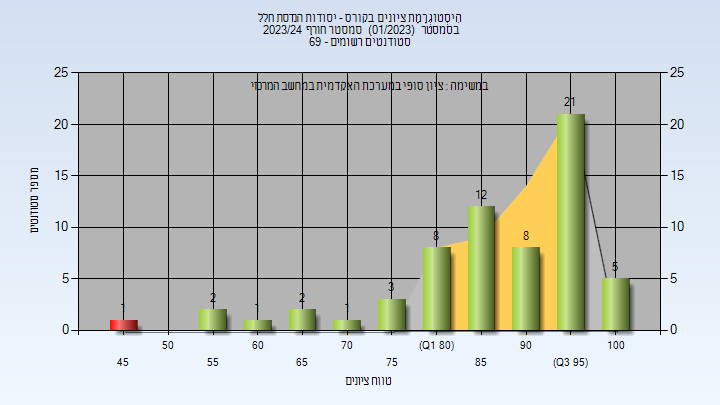 היסטוגרמת ציונים בקורס - יסודות הנדסת חלל
בסמסטר (01/2023) סמסטר חורף 2023/24
סטודנטים רשומים - 69
במשימה : ציון סופי במערכת האקדמית במחשב המרכזי
מספר סטודנטים
25 20 15 10 5 0
25 20 15 10 5 0
1 2 1 2 1 3 8 12 8 21 5
50 60 70 (Q1 80) 90 100
45 55 65 75 85 (Q3 95)
טווח ציונים